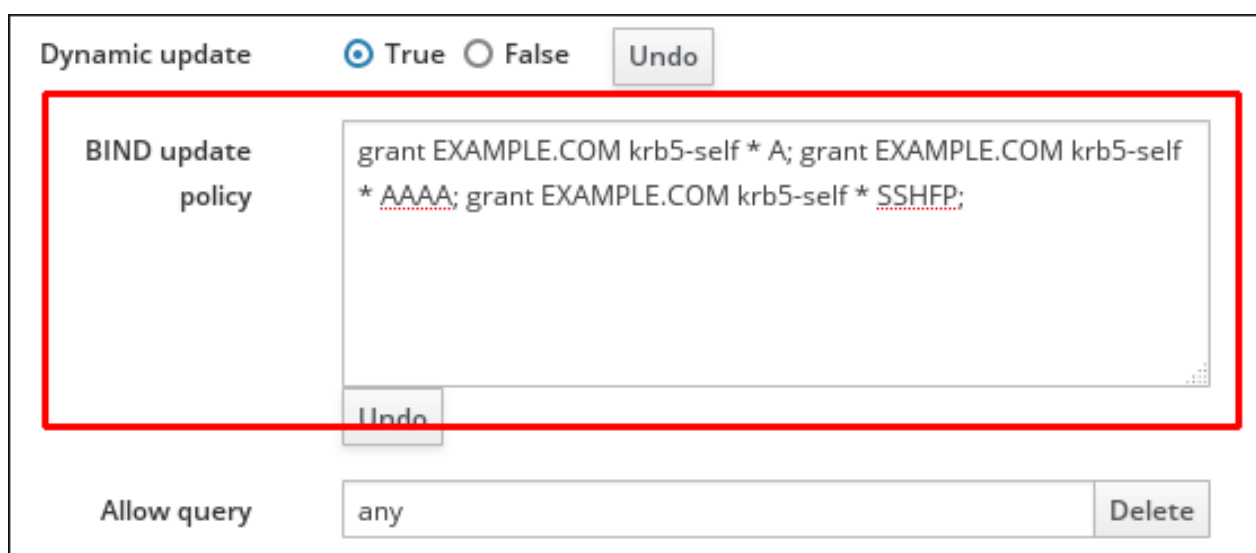 Dynamic update True False Undo
BIND update policy
grant EXAMPLE.COM krb5-self * A; grant EXAMPLE.COM krb5-self
* AAAA; grant EXAMPLE.COM krb5-self * SSHFP;
Undo
Allow query any Delete